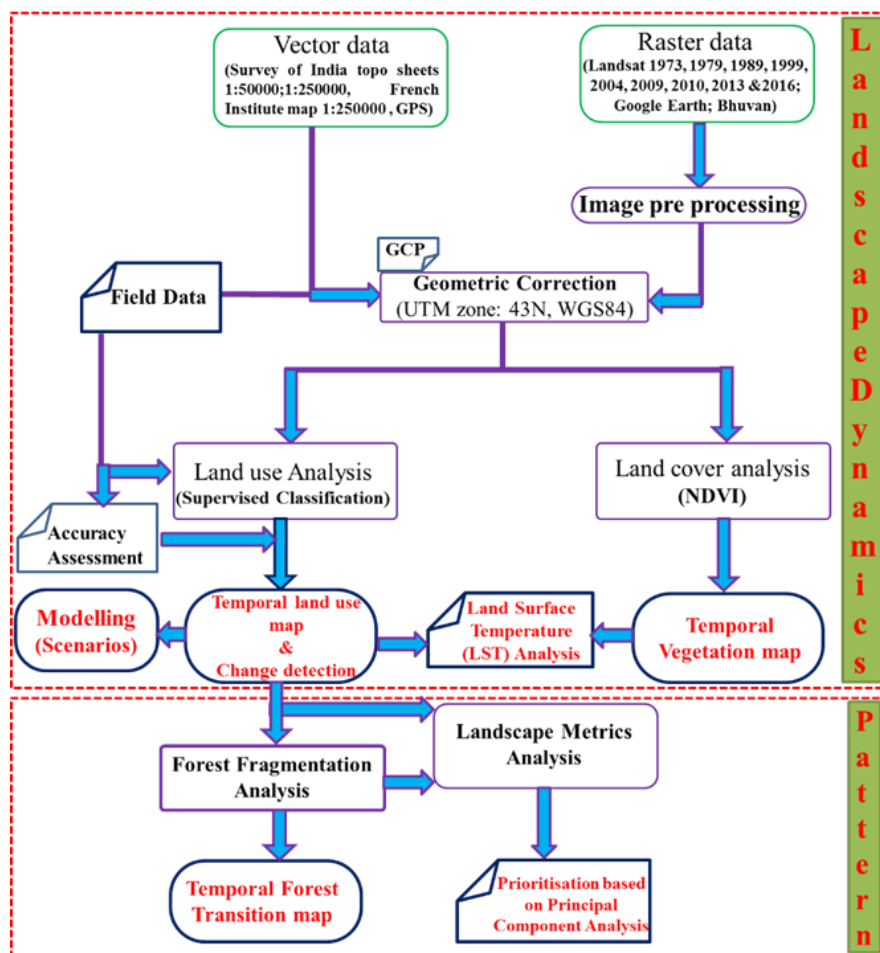 Vector data
(Survey of India topo sheets
1:50000;1:250000, French
Institute map 1:250000 , GPS)
Raster data
(Landsat 1973, 1979, 1989, 1999,
2004, 2009, 2010, 2013 &2016;
Google Earth; Bhuvan)
Image pre processing
GCP
Geometric Correction
(UTM zone: 43N, WGS84)
Field Data
Land use Analysis
(Supervised Classification)
Land cover analysis
(NDVI)
Accuracy
Assessment
Modelling
(Scenarios)
Temporal land use
map
&
Change detection
Land Surface
Temperature
(LST) Analysis
Temporal
Vegetation map
Landscape Dynamics
Forest Fragmentation
Analysis
Landscape Metrics
Analysis
Temporal Forest
Transition map
Prioritisation based
on Principal
Component Analysis
Pattern